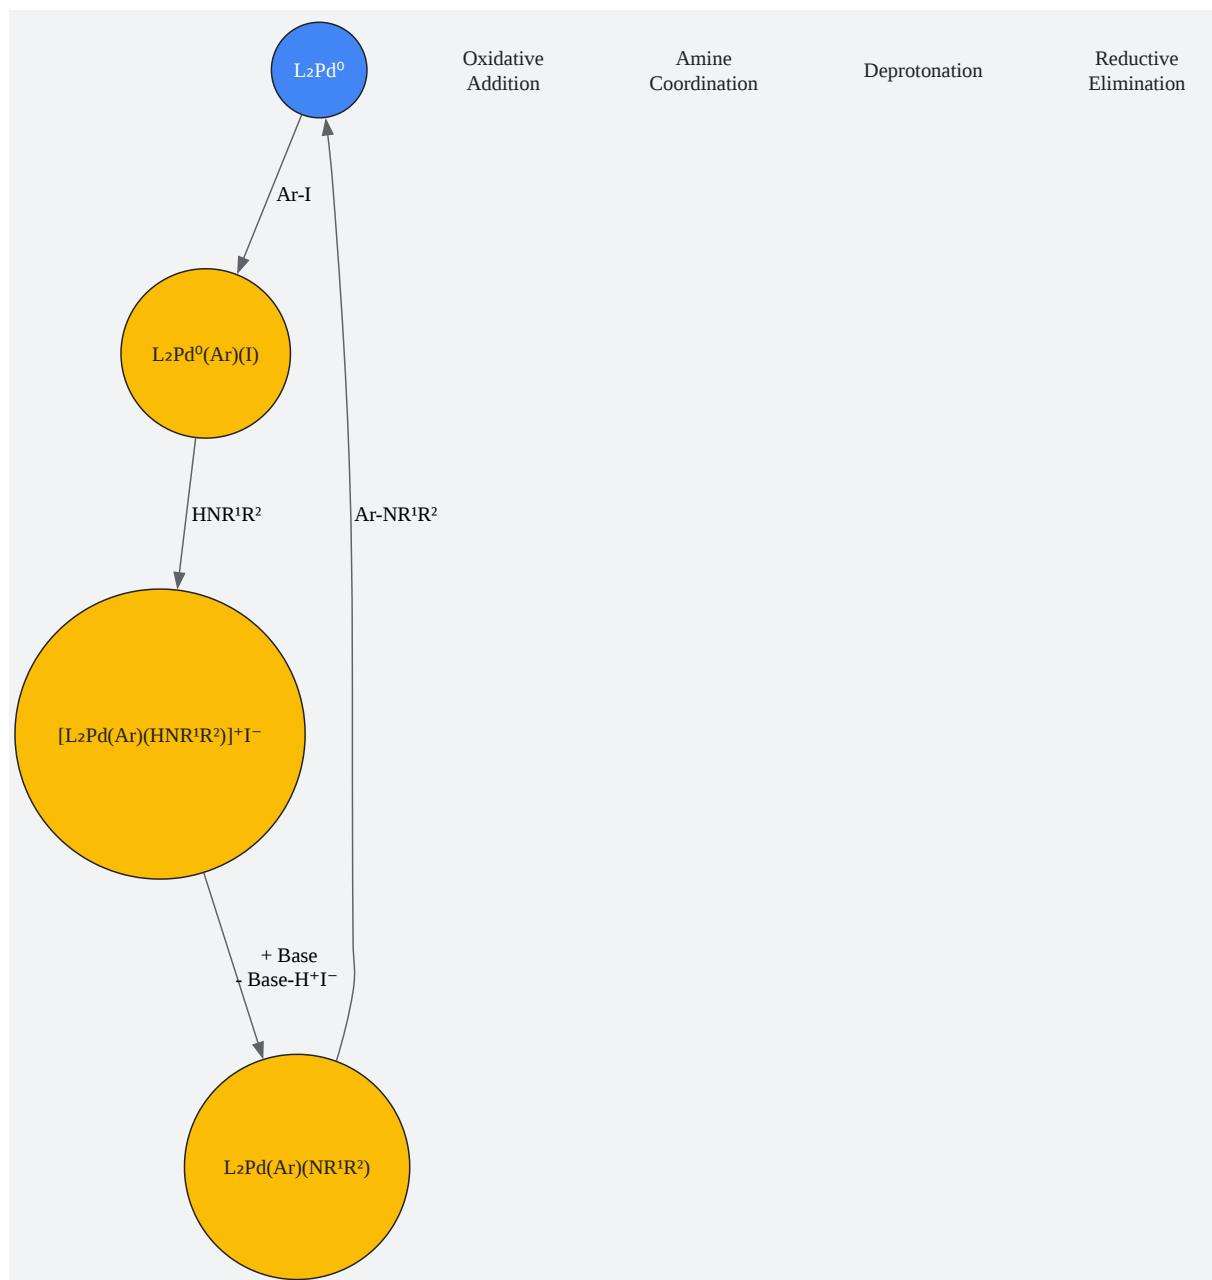 L₂Pd⁰
Oxidative
Addition
Amine
Coordination
Deprotonation
Reductive
Elimination
Ar-I
L₂Pd⁰(Ar)(I)
HNR¹R²
Ar-NR¹R²
[L₂Pd(Ar)(HNR¹R²)]⁺I⁻
+ Base
- Base-H⁺I⁻
L₂Pd(Ar)(NR¹R²)